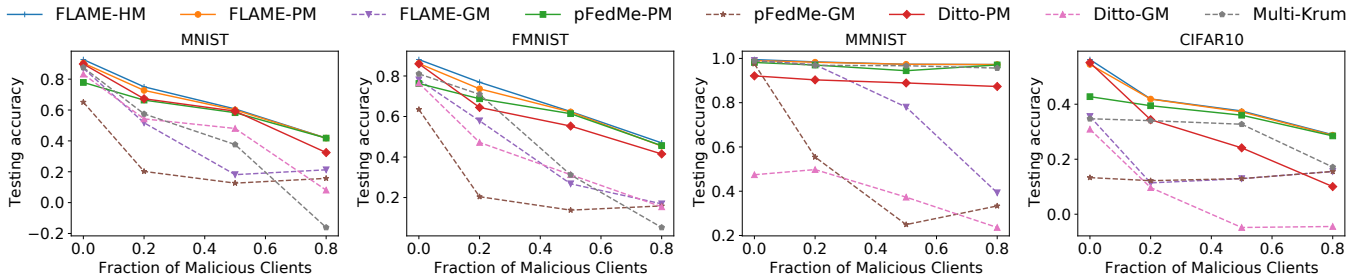 FLAME-HM FLAME-PM FLAME-GM pFedMe-PM pFedMe-GM Ditto-PM Ditto-GM Multi-Krum
MNIST FMNIST MMNIST CIFAR10
Testing accuracy
0.8
0.6
0.4
0.2
0.0
−0.2
0.0 0.2 0.4 0.6 0.8
Fraction of Malicious Clients
Testing accuracy
0.8
0.6
0.4
0.2
0.0 0.2 0.4 0.6 0.8
Fraction of Malicious Clients
Testing accuracy
1.0
0.8
0.6
0.4
0.2
0.0 0.2 0.4 0.6 0.8
Fraction of Malicious Clients
Testing accuracy
0.4
0.2
0.0
0.0 0.2 0.4 0.6 0.8
Fraction of Malicious Clients